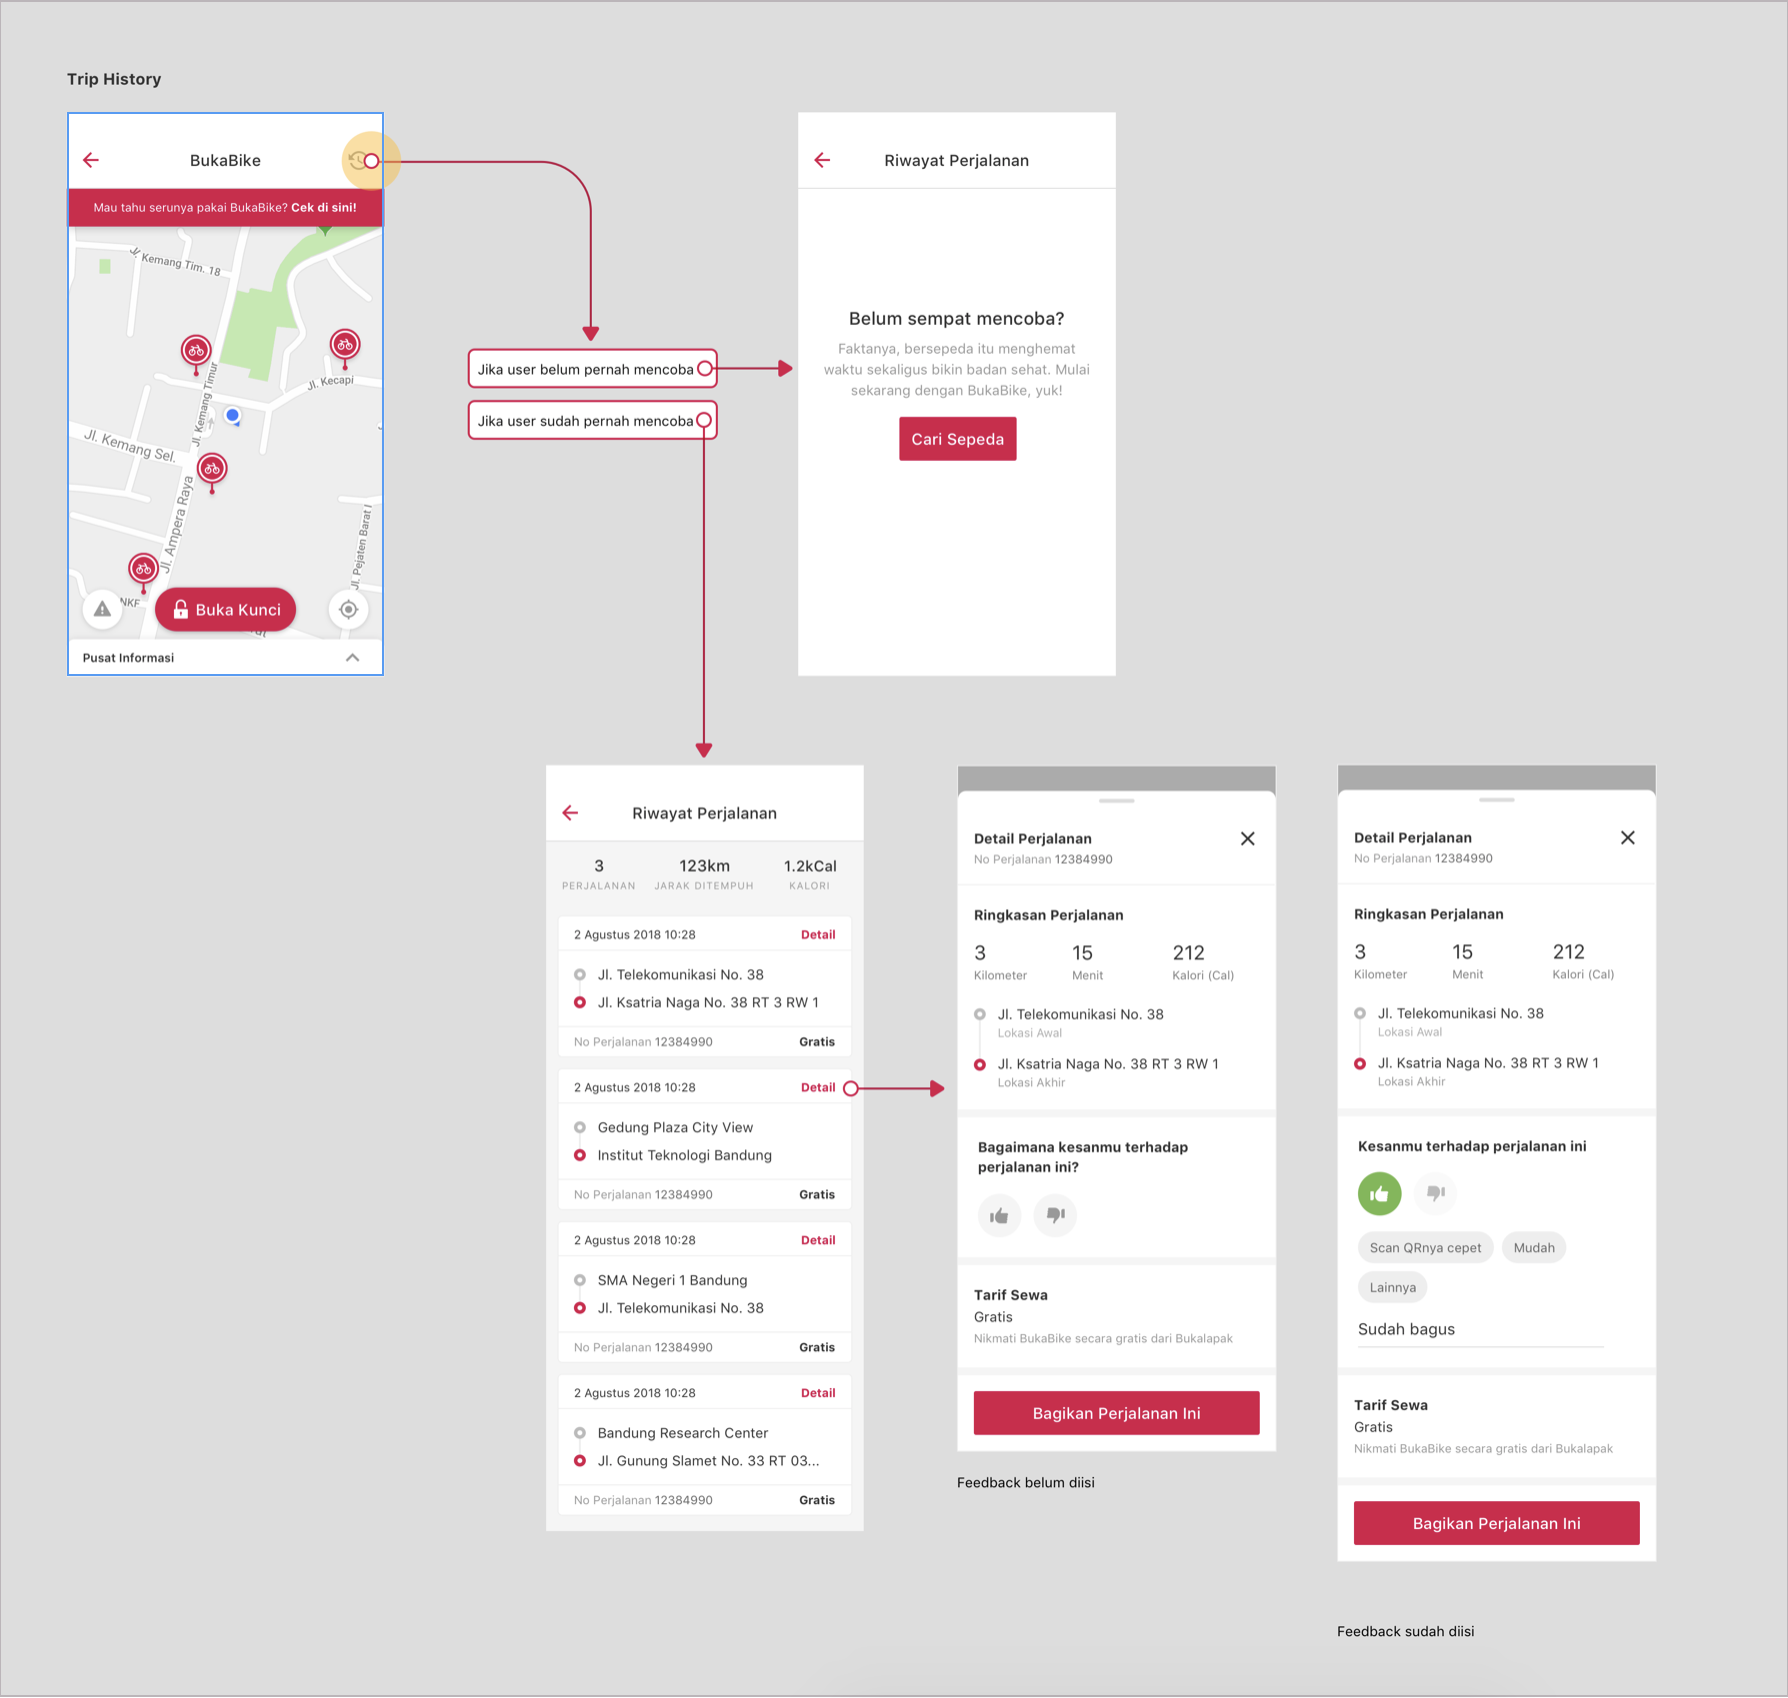 Trip History
BukaBike
Mau tahu serunya pakai BukaBike? Cek di sini!
Jl. Kemang Tim. 18
Jl. Kemang Timur
Jl. Kecapi
Jl. Kemang Sel.
Jl. Ampera Raya
Jl. Pejaten Barat I
NKF
Buka Kunci
Pusat Informasi
Jika user belum pernah mencoba
Jika user sudah pernah mencoba
Riwayat Perjalanan
Belum sempat mencoba?
Faktanya, bersepeda itu menghemat
waktu sekaligus bikin badan sehat. Mulai
sekarang dengan BukaBike, yuk!
Cari Sepeda
Riwayat Perjalanan
3 123km 1.2kCal
PERJALANAN JARAK DITEMPUH KALORI
2 Agustus 2018 10:28 Detail
Jl. Telekomunikasi No. 38
Jl. Ksatria Naga No. 38 RT 3 RW 1
No Perjalanan 12384990 Gratis
2 Agustus 2018 10:28 Detail
Gedung Plaza City View
Institut Teknologi Bandung
No Perjalanan 12384990 Gratis
2 Agustus 2018 10:28 Detail
SMA Negeri 1 Bandung
Jl. Telekomunikasi No. 38
No Perjalanan 12384990 Gratis
2 Agustus 2018 10:28 Detail
Bandung Research Center
Jl. Gunung Slamet No. 33 RT 03...
No Perjalanan 12384990 Gratis
Detail Perjalanan
No Perjalanan 12384990
Ringkasan Perjalanan
3 15 212
Kilometer Menit Kalori (Cal)
Jl. Telekomunikasi No. 38
Lokasi Awal
Jl. Ksatria Naga No. 38 RT 3 RW 1
Lokasi Akhir
Bagaimana kesanmu terhadap
perjalanan ini?
Tarif Sewa
Gratis
Nikmati BukaBike secara gratis dari Bukalapak
Bagikan Perjalanan Ini
Feedback belum diisi
Detail Perjalanan
No Perjalanan 12384990
Ringkasan Perjalanan
3 15 212
Kilometer Menit Kalori (Cal)
Jl. Telekomunikasi No. 38
Lokasi Awal
Jl. Ksatria Naga No. 38 RT 3 RW 1
Lokasi Akhir
Kesanmu terhadap perjalanan ini
Scan QRnya cepet Mudah
Lainnya
Sudah bagus
Tarif Sewa
Gratis
Nikmati BukaBike secara gratis dari Bukalapak
Bagikan Perjalanan Ini
Feedback sudah diisi